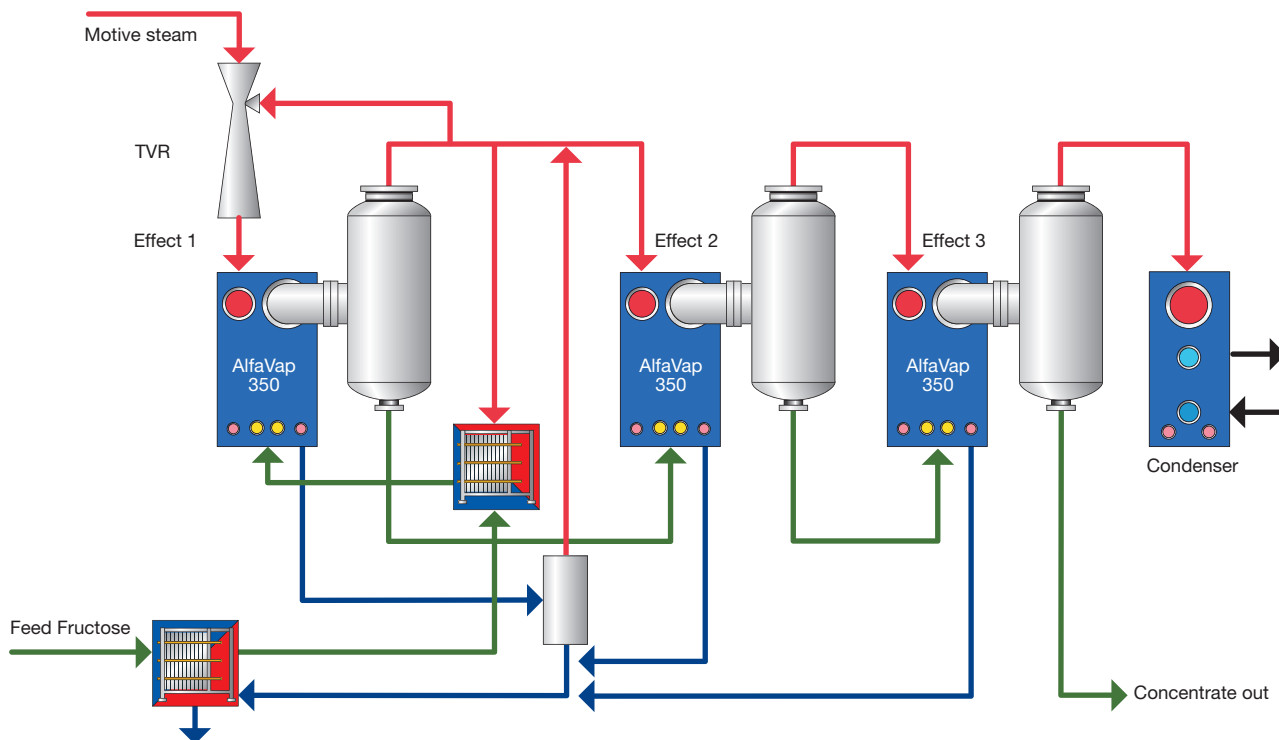 Motive steam
TVR
Effect 1
Effect 2
Effect 3
AlfaVap
350
AlfaVap
350
AlfaVap
350
Condenser
Feed Fructose
Concentrate out